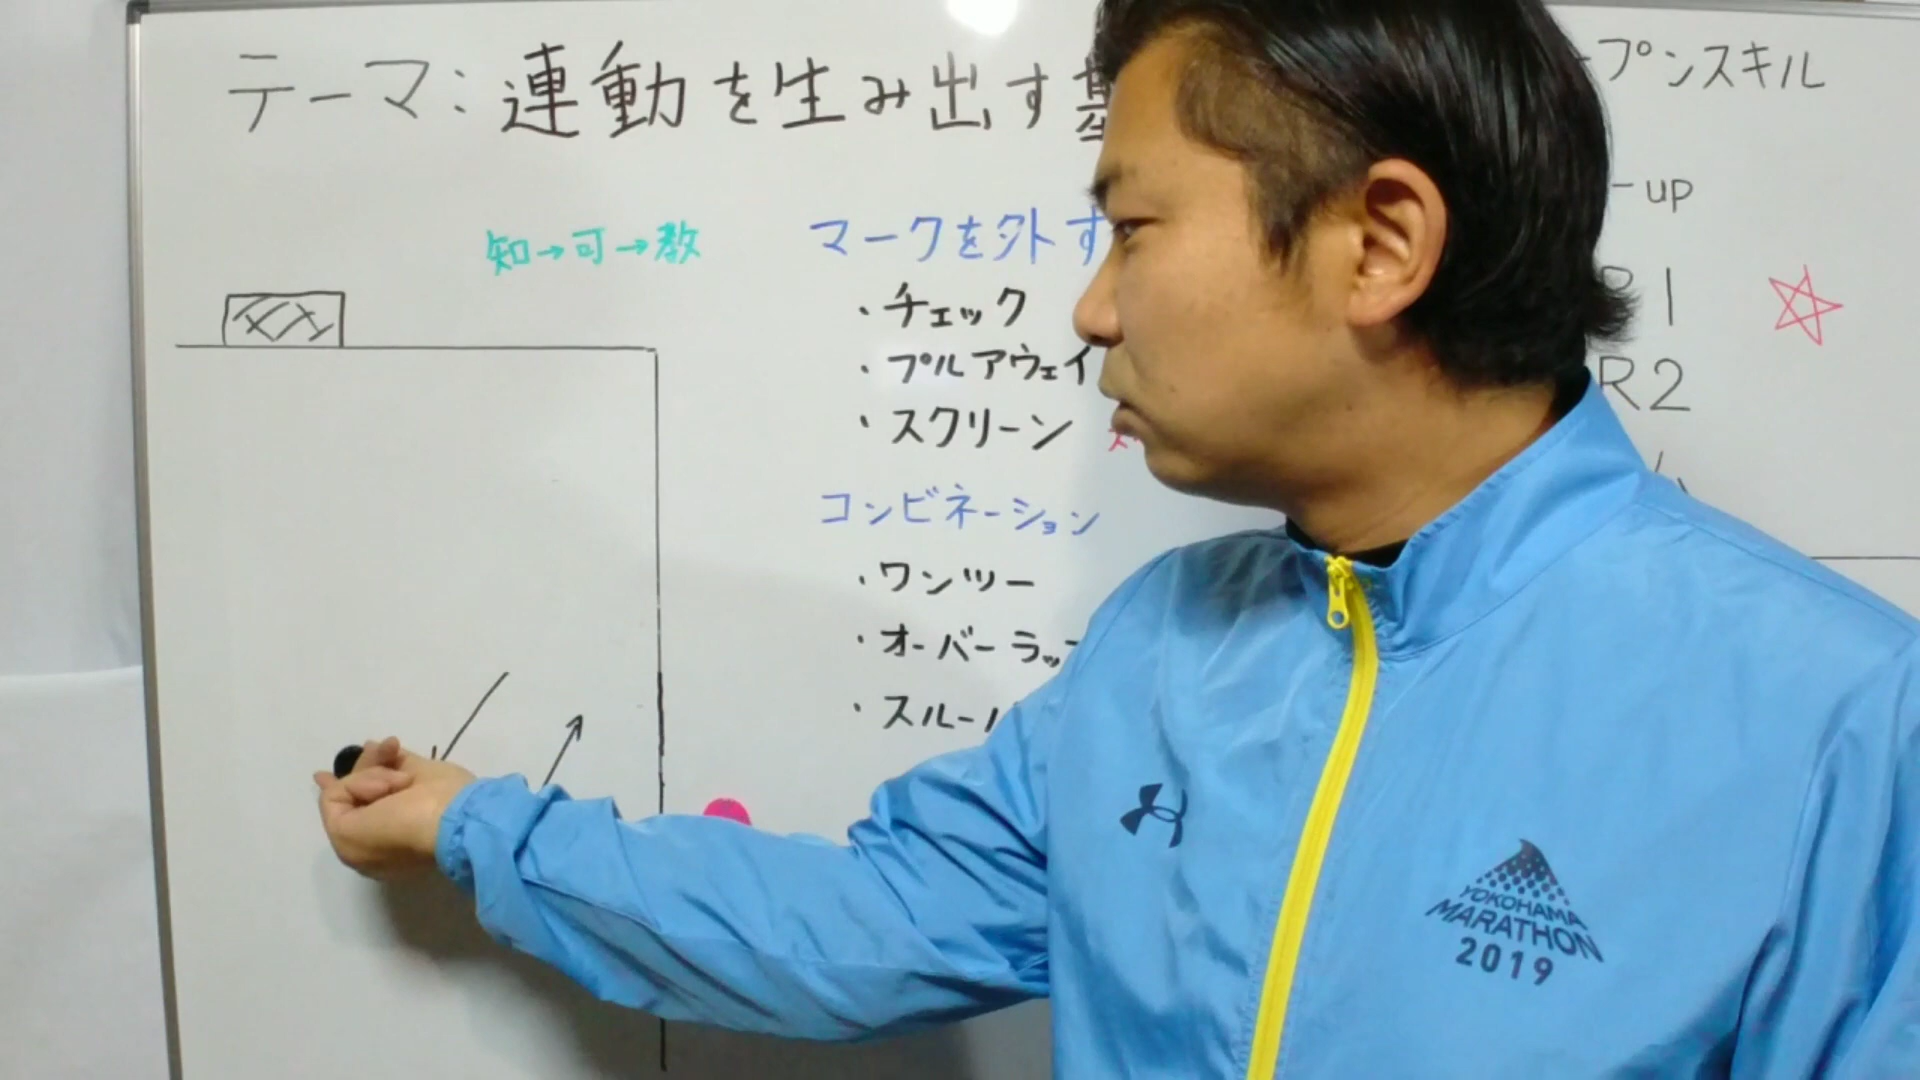 テーマ：連動を生み出す
プンスキル
知→可→教
マークを外す
-up
・チェック
1
・プルアウェイ
R2
・スクリーン
コンビネーション
・ワンツー
・オーバーラッ
・スルー
YOKOHAMA
MARATHON
2019